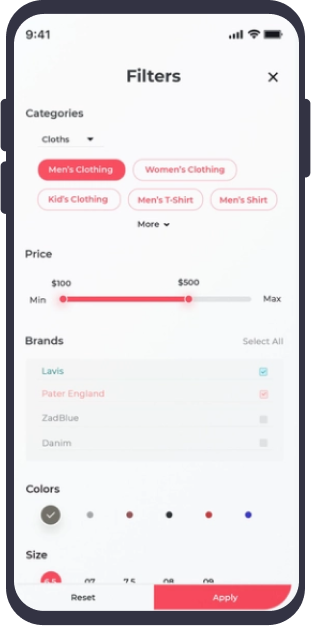 9:41
Filters
Categories
Cloths
Men's Clothing Women's Clothing
Kid's Clothing Men's T-Shirt Men's Shirt
More
Price
$100 $500
Min Max
Brands Select All
Lavis
Pater England
ZadBlue
Danim
Colors
Size
6.5 07 7.5 08 09
Reset Apply